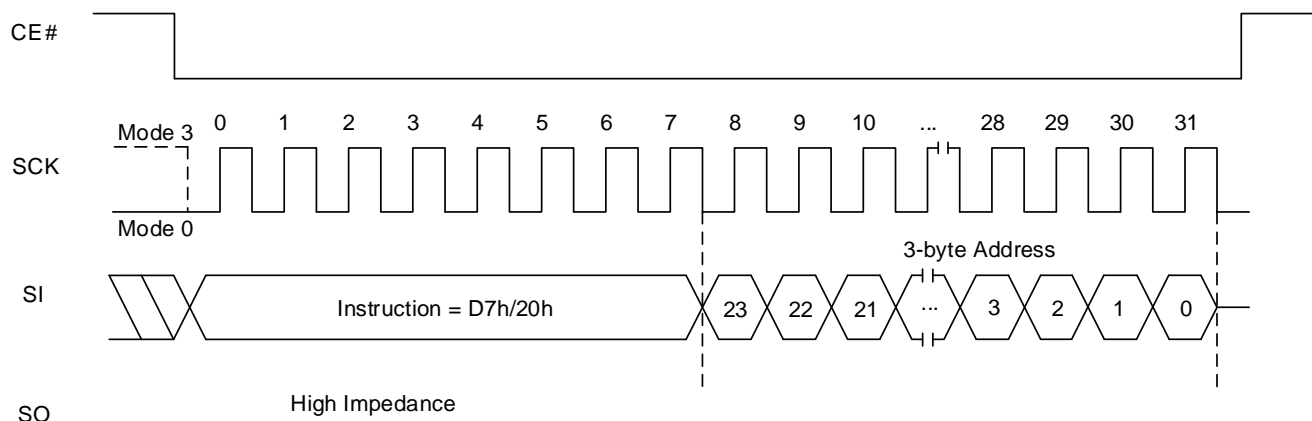 CE#
SCK
Mode 3
Mode 0
0 1 2 3 4 5 6 7 8 9 10 ... 28 29 30 31
3-byte Address
SI
Instruction = D7h/20h
23 22 21 ... 3 2 1 0
SO
High Impedance